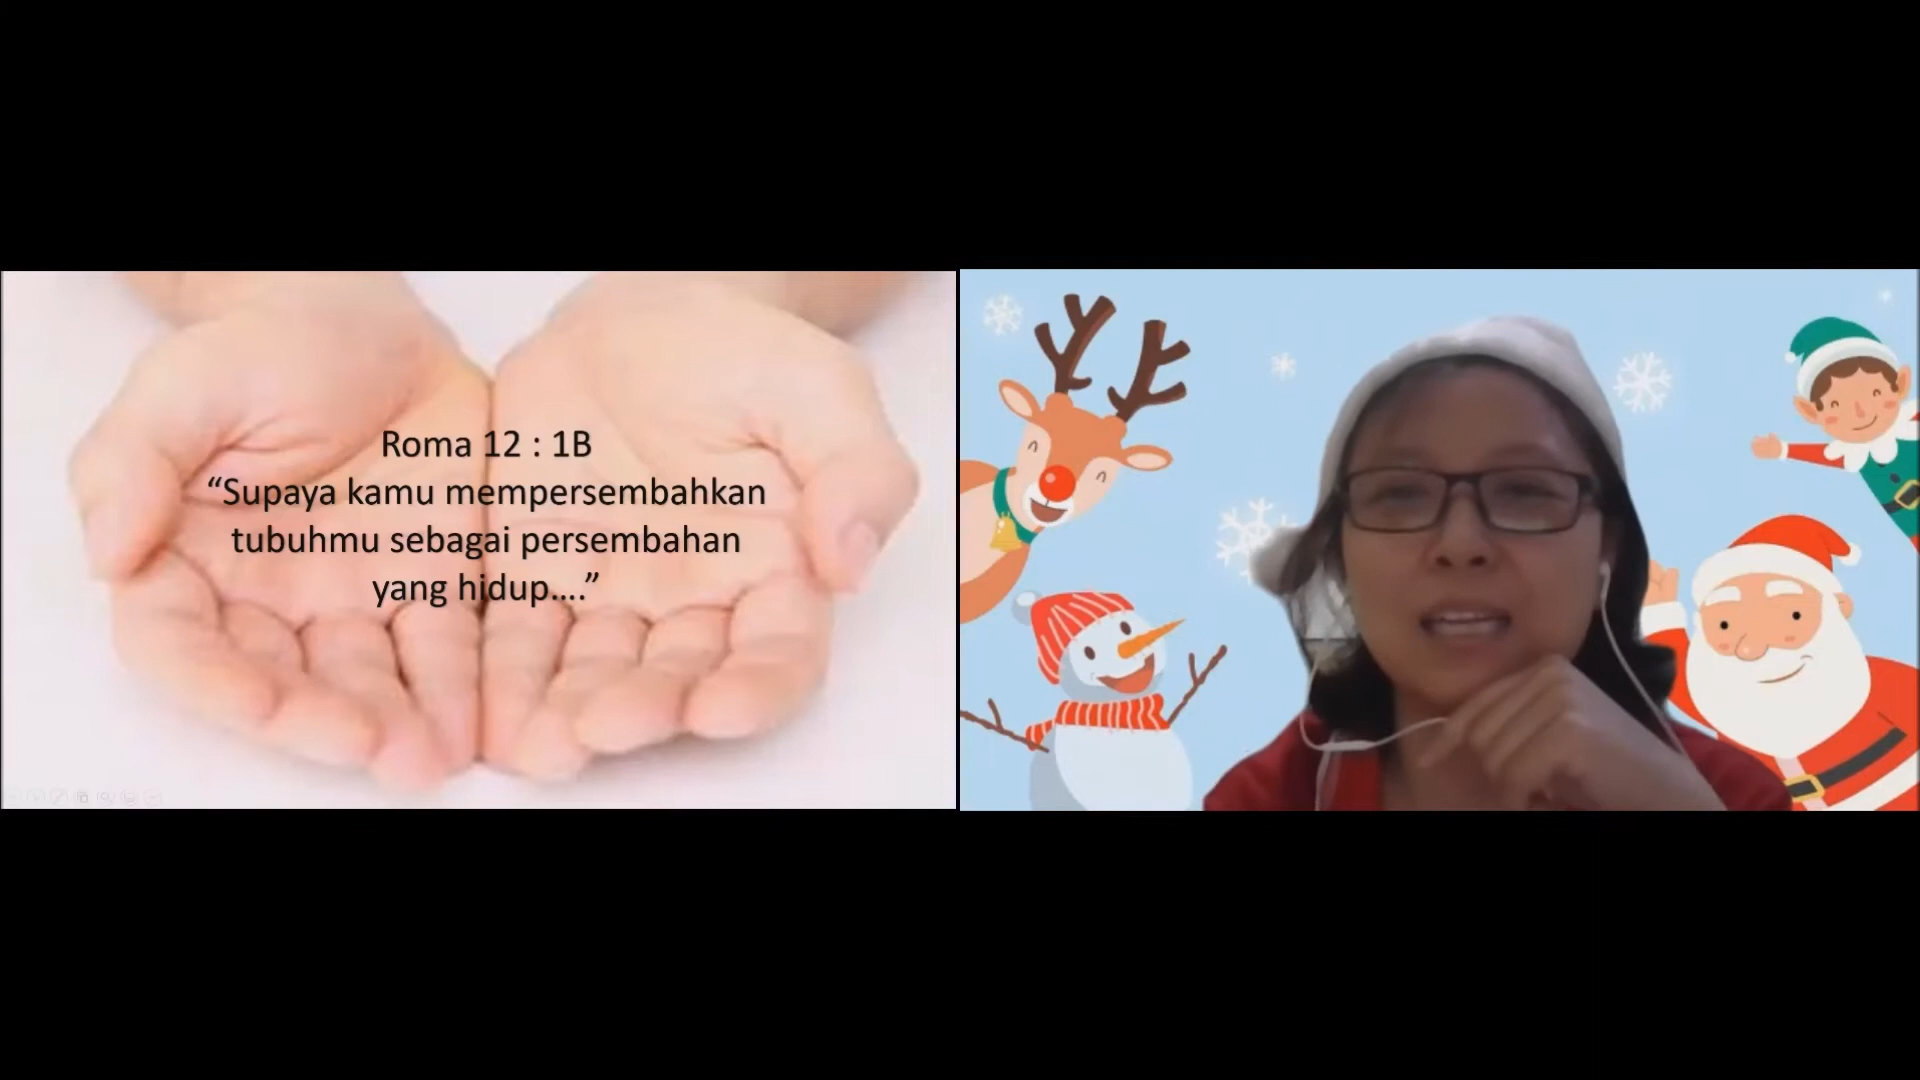 Roma 12 : 1B
“Supaya kamu mempersembahkan
tubuhmu sebagai persembahan
yang hidup....”